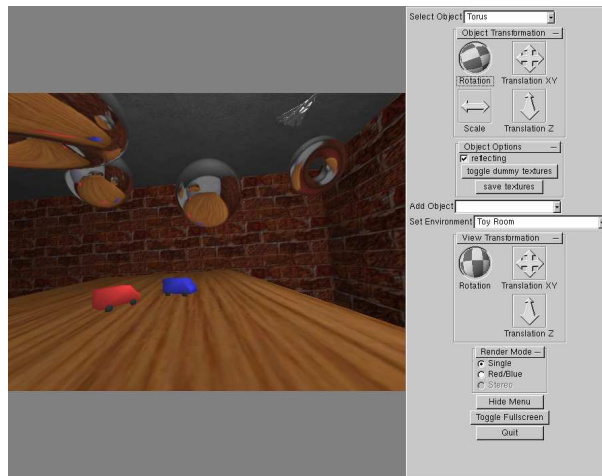 Select Object Torus
Object Transformation
Rotation Translation XY
Scale Translation Z
Object Options
reflecting
toggle dummy textures
save textures
Add Object
Set Environment Toy Room
View Transformation
Rotation Translation XY
Translation Z
Render Mode
Single
Red/Blue
Stereo
Hide Menu
Toggle Fullscreen
Quit